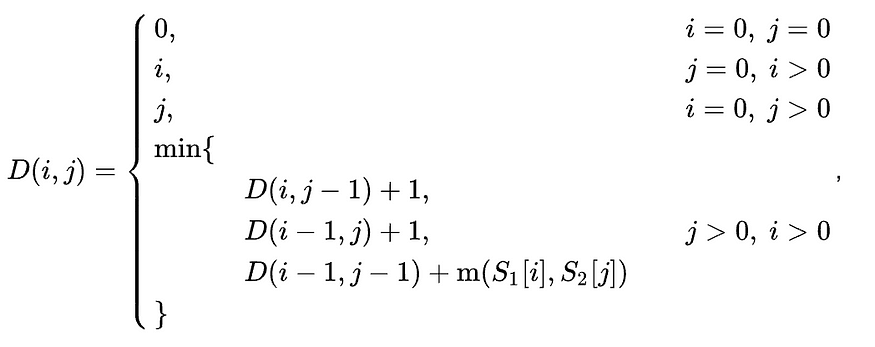 0, i = 0, j = 0
i, j = 0, i > 0
j, i = 0, j > 0
min{
D(i, j) = ,
D(i, j − 1) + 1,
D(i − 1, j) + 1, j > 0, i > 0
D(i − 1, j − 1) + m(S₁[i], S₂[j])
}